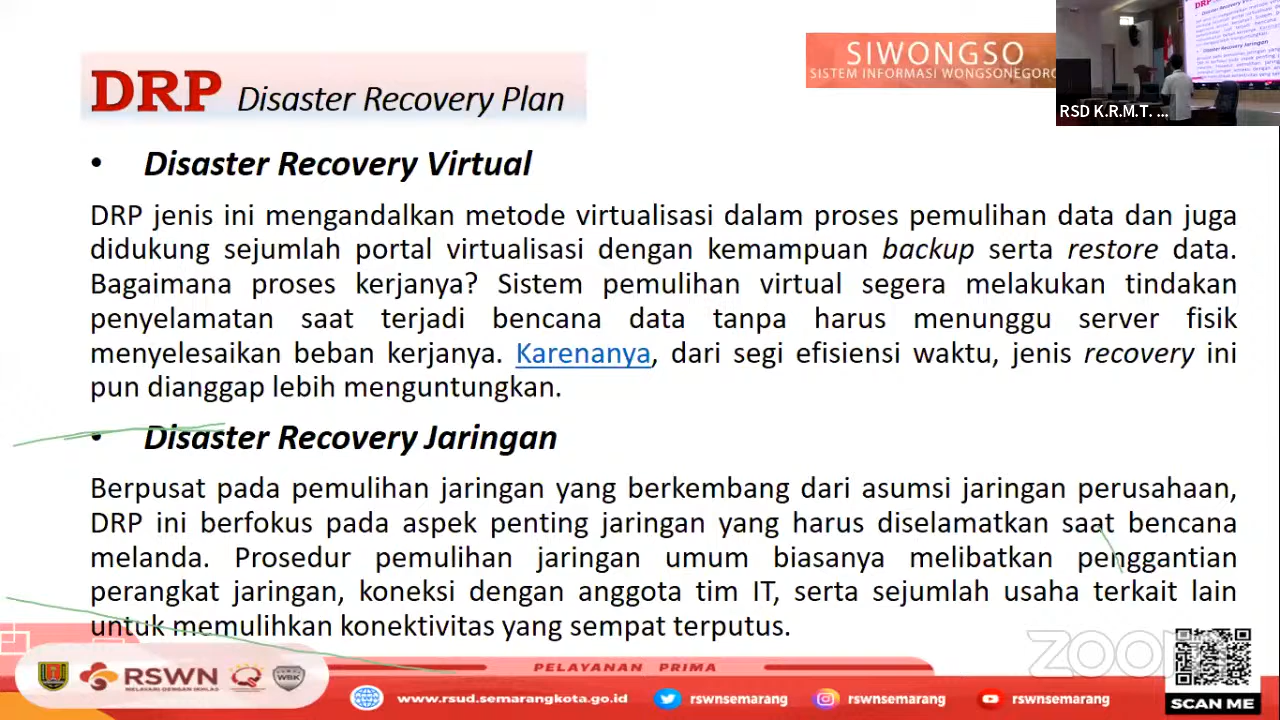 SIWONGSO
SISTEM INFORMASI WONGSONEGORO
RSD K.R.M.T. ...
DRP Disaster Recovery Plan
• Disaster Recovery Virtual
DRP jenis ini mengandalkan metode virtualisasi dalam proses pemulihan data dan juga
didukung sejumlah portal virtualisasi dengan kemampuan backup serta restore data.
Bagaimana proses kerjanya? Sistem pemulihan virtual segera melakukan tindakan
penyelamatan saat terjadi bencana data tanpa harus menunggu server fisik
menyelesaikan beban kerjanya. Karenanya, dari segi efisiensi waktu, jenis recovery ini
pun dianggap lebih menguntungkan.
• Disaster Recovery Jaringan
Berpusat pada pemulihan jaringan yang berkembang dari asumsi jaringan perusahaan,
DRP ini berfokus pada aspek penting jaringan yang harus diselamatkan saat bencana
melanda. Prosedur pemulihan jaringan umum biasanya melibatkan penggantian
perangkat jaringan, koneksi dengan anggota tim IT, serta sejumlah usaha terkait lain
untuk memulihkan konektivitas yang sempat terputus.
zoom
PELAYANAN PRIMA
RSWN
MELAYANI DENGAN IKHLAS
WBK
www.rsud.semarangkota.go.id
rswnsemarang
rswnsemarang
rswnsemarang
SCAN ME